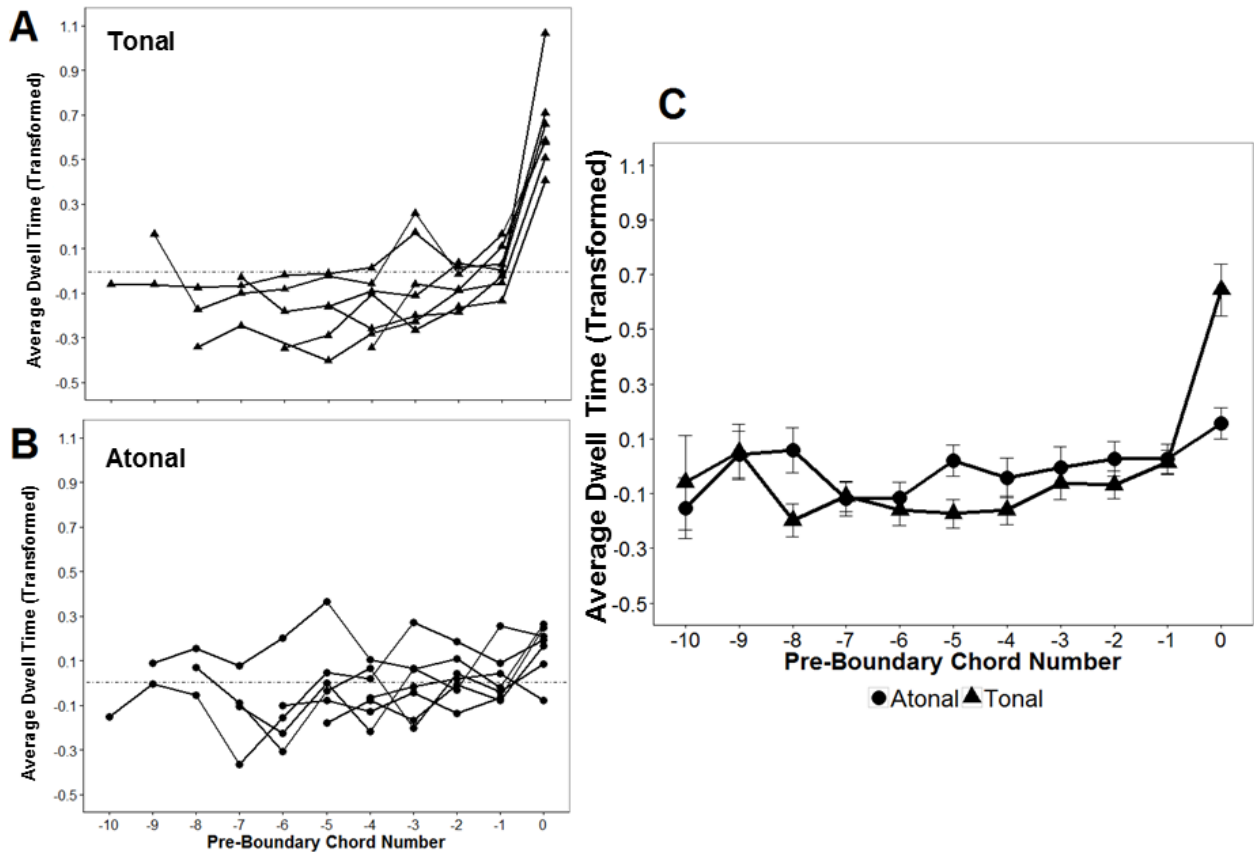 A
Tonal
Average Dwell Time (Transformed)
1.1
0.9
0.7
0.5
0.3
0.1
-0.1
-0.3
-0.5
B
Atonal
Average Dwell Time (Transformed)
1.1
0.9
0.7
0.5
0.3
0.1
-0.1
-0.3
-0.5
-10 -9 -8 -7 -6 -5 -4 -3 -2 -1 0
Pre-Boundary Chord Number
C
Average Dwell Time (Transformed)
1.1
0.9
0.7
0.5
0.3
0.1
-0.1
-0.3
-0.5
-10 -9 -8 -7 -6 -5 -4 -3 -2 -1 0
Pre-Boundary Chord Number
Atonal Tonal